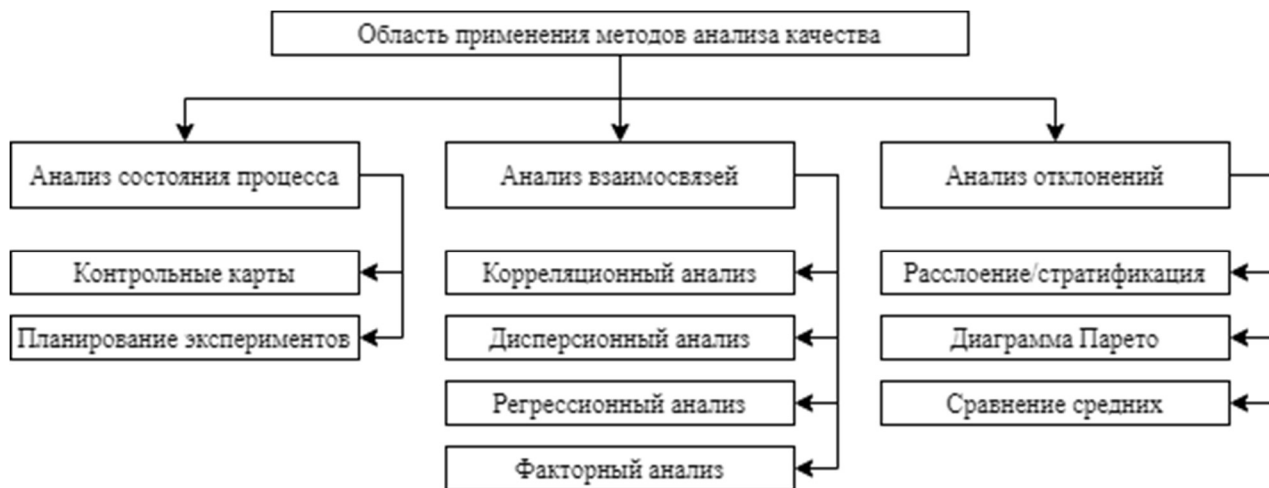 Область применения методов анализа качества
Анализ состояния процесса
Контрольные карты
Планирование экспериментов
Анализ взаимосвязей
Корреляционный анализ
Дисперсионный анализ
Регрессионный анализ
Факторный анализ
Анализ отклонений
Расслоение/стратификация
Диаграмма Парето
Сравнение средних